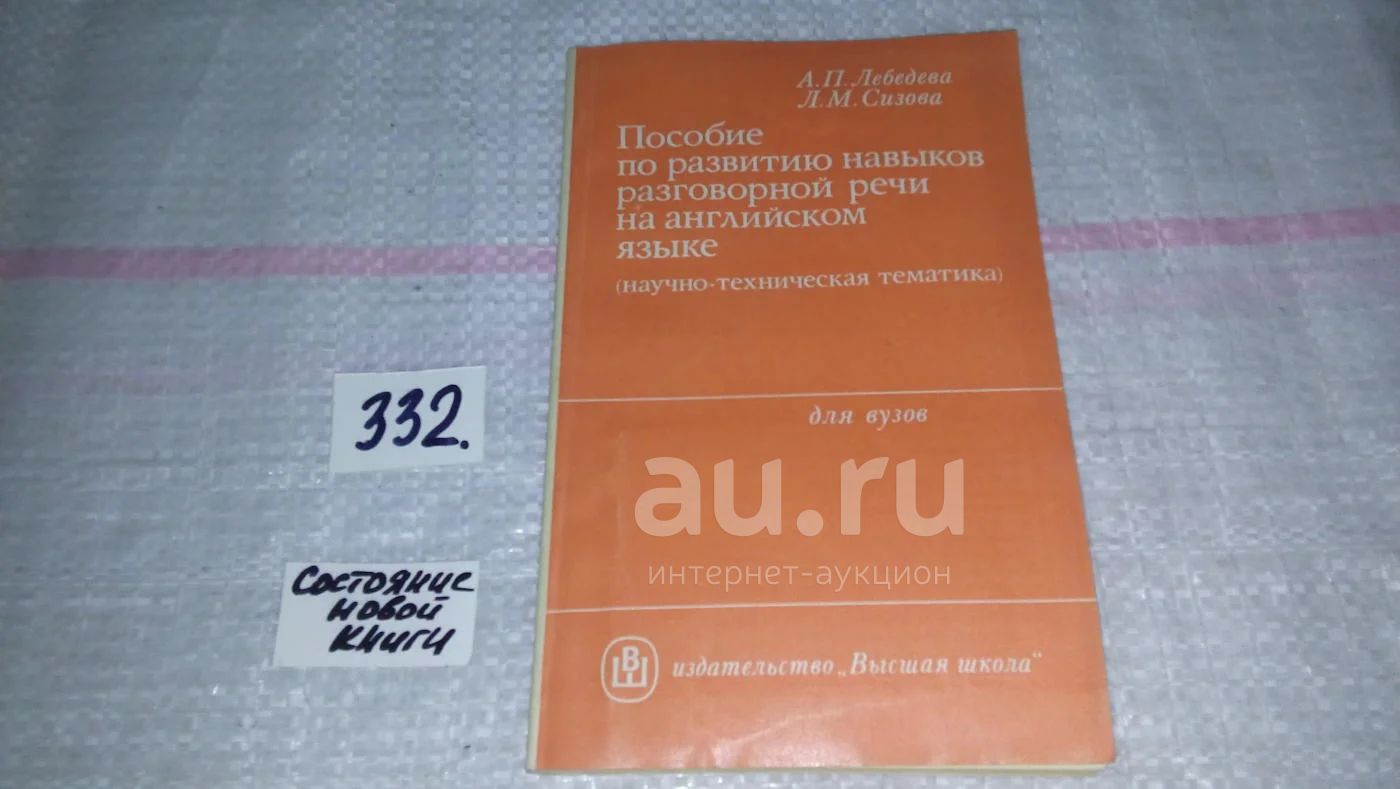 А.П.Лебедева
Л.М.Сизова
Пособие
по развитию навыков
разговорной речи
на английском
языке
(научно-техническая тематика)
для вузов
332.
au.ru
интернет-аукцион
Состояние
новой
книги
ВШ
издательство „Высшая школа“